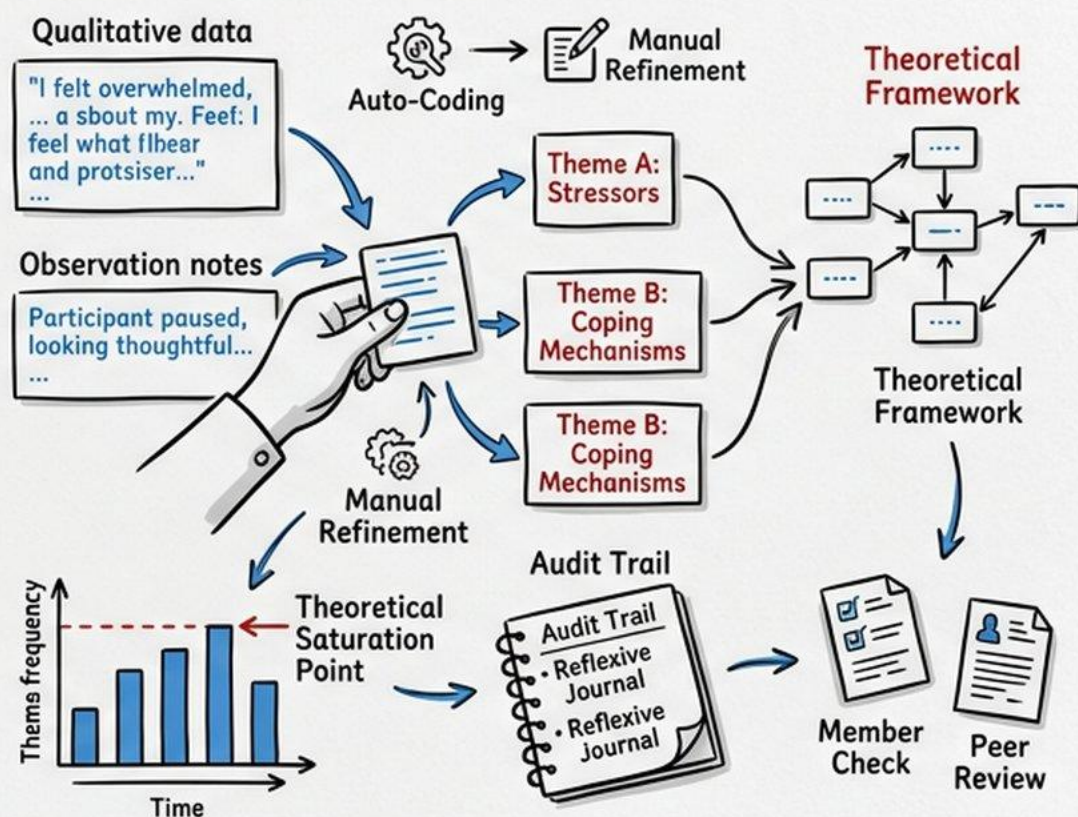 Qualitative data
"I felt overwhelmed,
... a sbout my. Feef: I
feel what flbear
and protsiser..."
...
Observation notes
Participant paused,
looking thoughtful...
...
Auto-Coding
Manual
Refinement
Theme A:
Stressors
Theme B:
Coping
Mechanisms
Theme B:
Coping
Mechanisms
Theoretical
Framework
Theoretical
Framework
Manual
Refinement
Theme frequency
Time
Theoretical
Saturation
Point
Audit Trail
Audit Trail
• Reflexive
Journal
• Reflexive
journal
Member
Check
Peer
Review